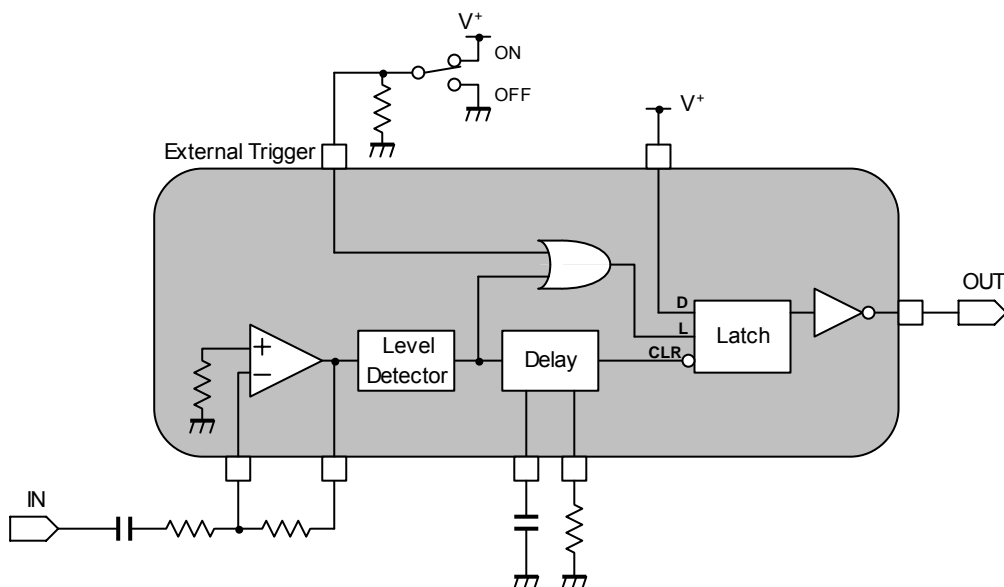 V+
ON
OFF
V+
External Trigger
OUT
D
L
CLR
Latch
Level
Detector
Delay
+
−
IN